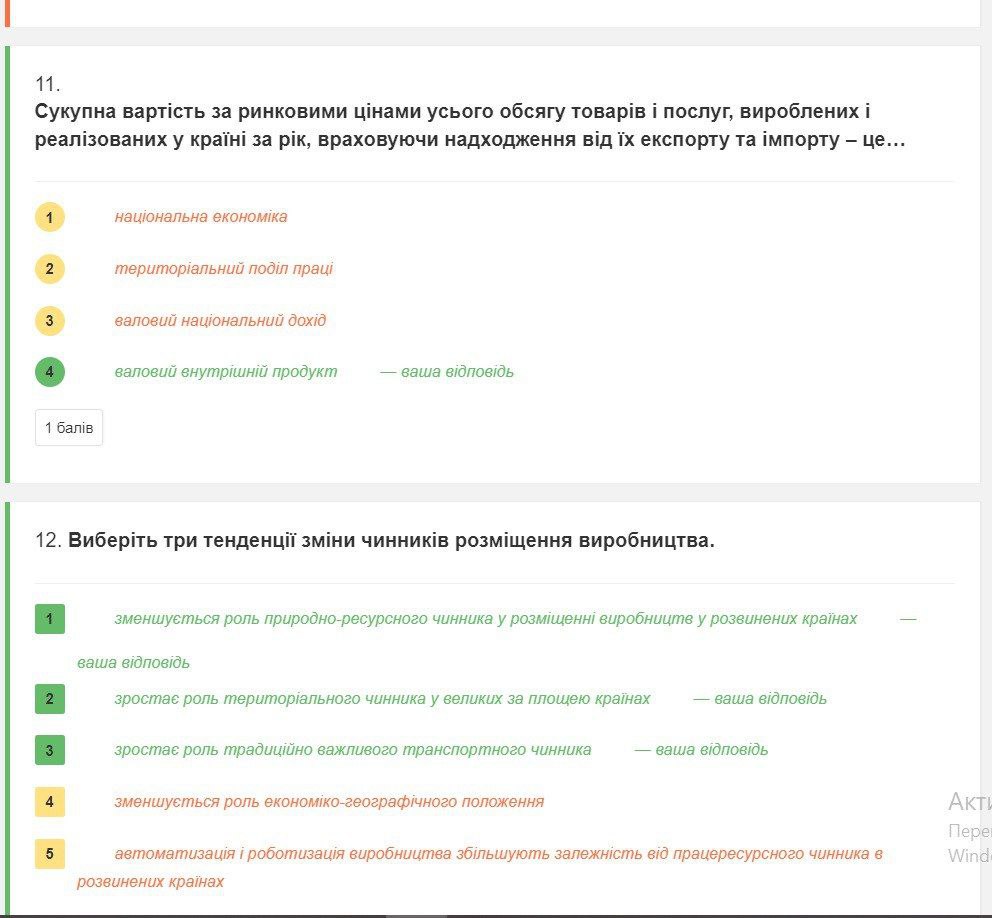 11.
Сукупна вартість за ринковими цінами усього обсягу товарів і послуг, вироблених і
реалізованих у країні за рік, враховуючи надходження від їх експорту та імпорту – це…
1 національна економіка
2 територіальний поділ праці
3 валовий національний дохід
4 валовий внутрішній продукт — ваша відповідь
1 балів
12. Виберіть три тенденції зміни чинників розміщення виробництва.
1 зменшується роль природно-ресурсного чинника у розміщенні виробництв у розвинених країнах —
ваша відповідь
2 зростає роль територіального чинника у великих за площею країнах — ваша відповідь
3 зростає роль традиційно важливого транспортного чинника — ваша відповідь
4 зменшується роль економіко-географічного положення
5 автоматизація і роботизація виробництва збільшують залежність від працересурсного чинника в
розвинених країнах